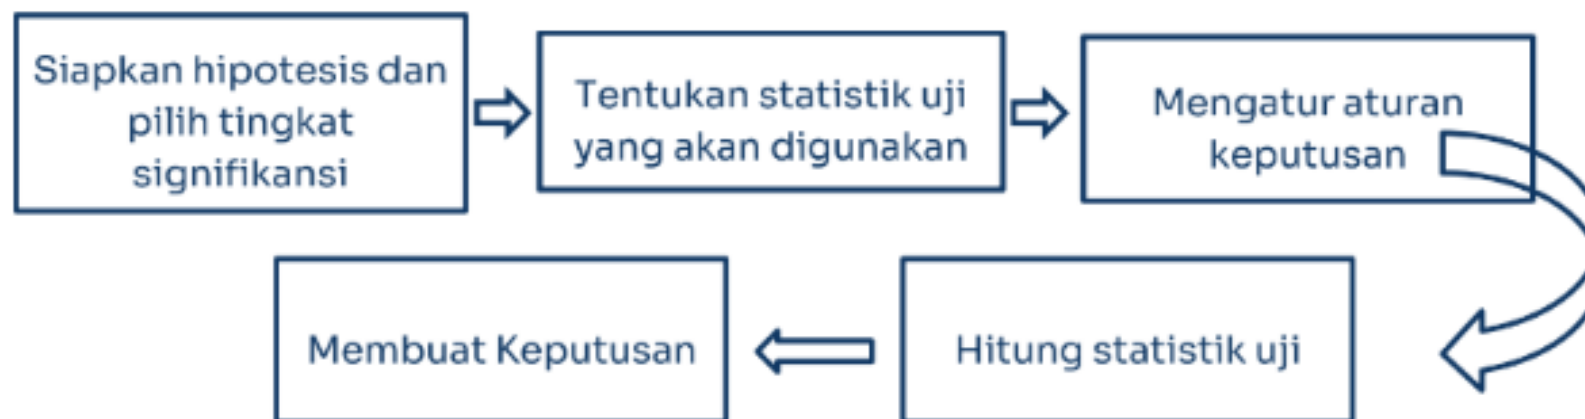 Siapkan hipotesis dan
pilih tingkat
signifikansi
Tentukan statistik uji
yang akan digunakan
Mengatur aturan
keputusan
Hitung statistik uji
Membuat Keputusan